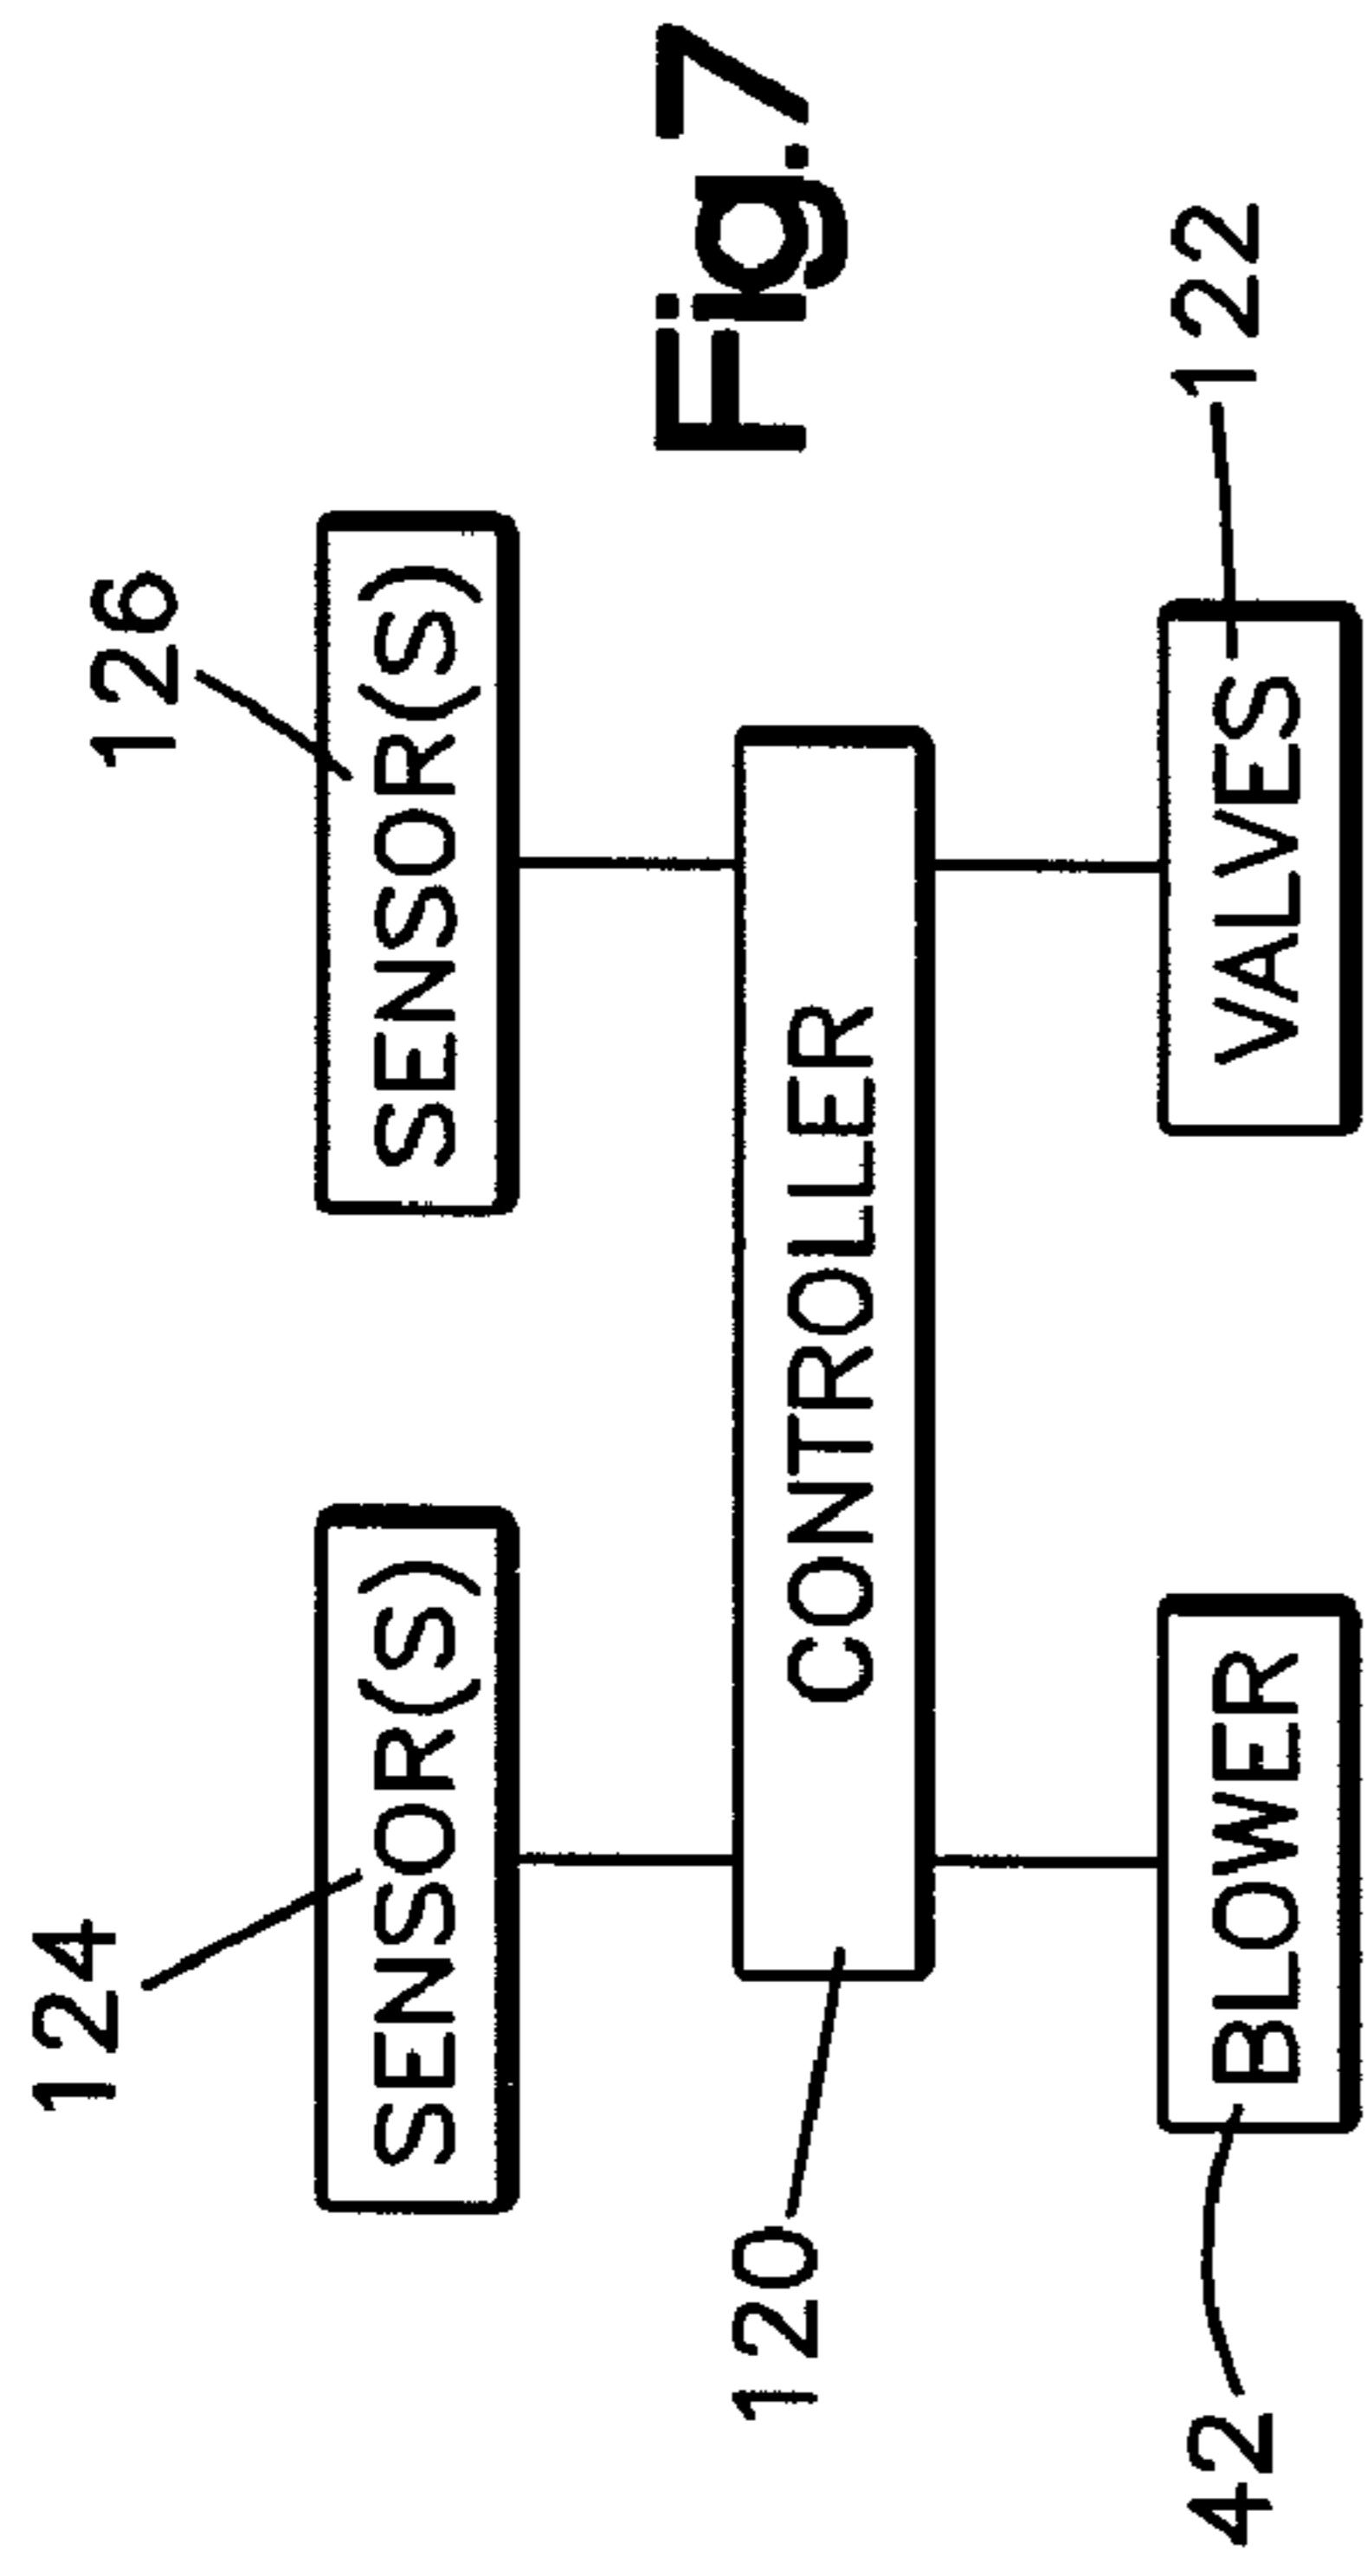 124
126
SENSOR(S)
SENSOR(S)
Fig.7
120
CONTROLLER
42
BLOWER
VALVES
122